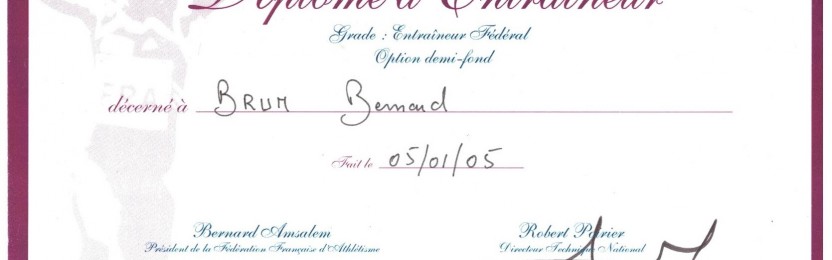 Diplôme d'Entraîneur
Grade : Entraîneur Fédéral
Option demi-fond
décerné à BRUM Bernard
Fait le 05/01/05
Bernard Amsalem Robert Poirier
Président de la Fédération Française d'Athlétisme Directeur Technique National